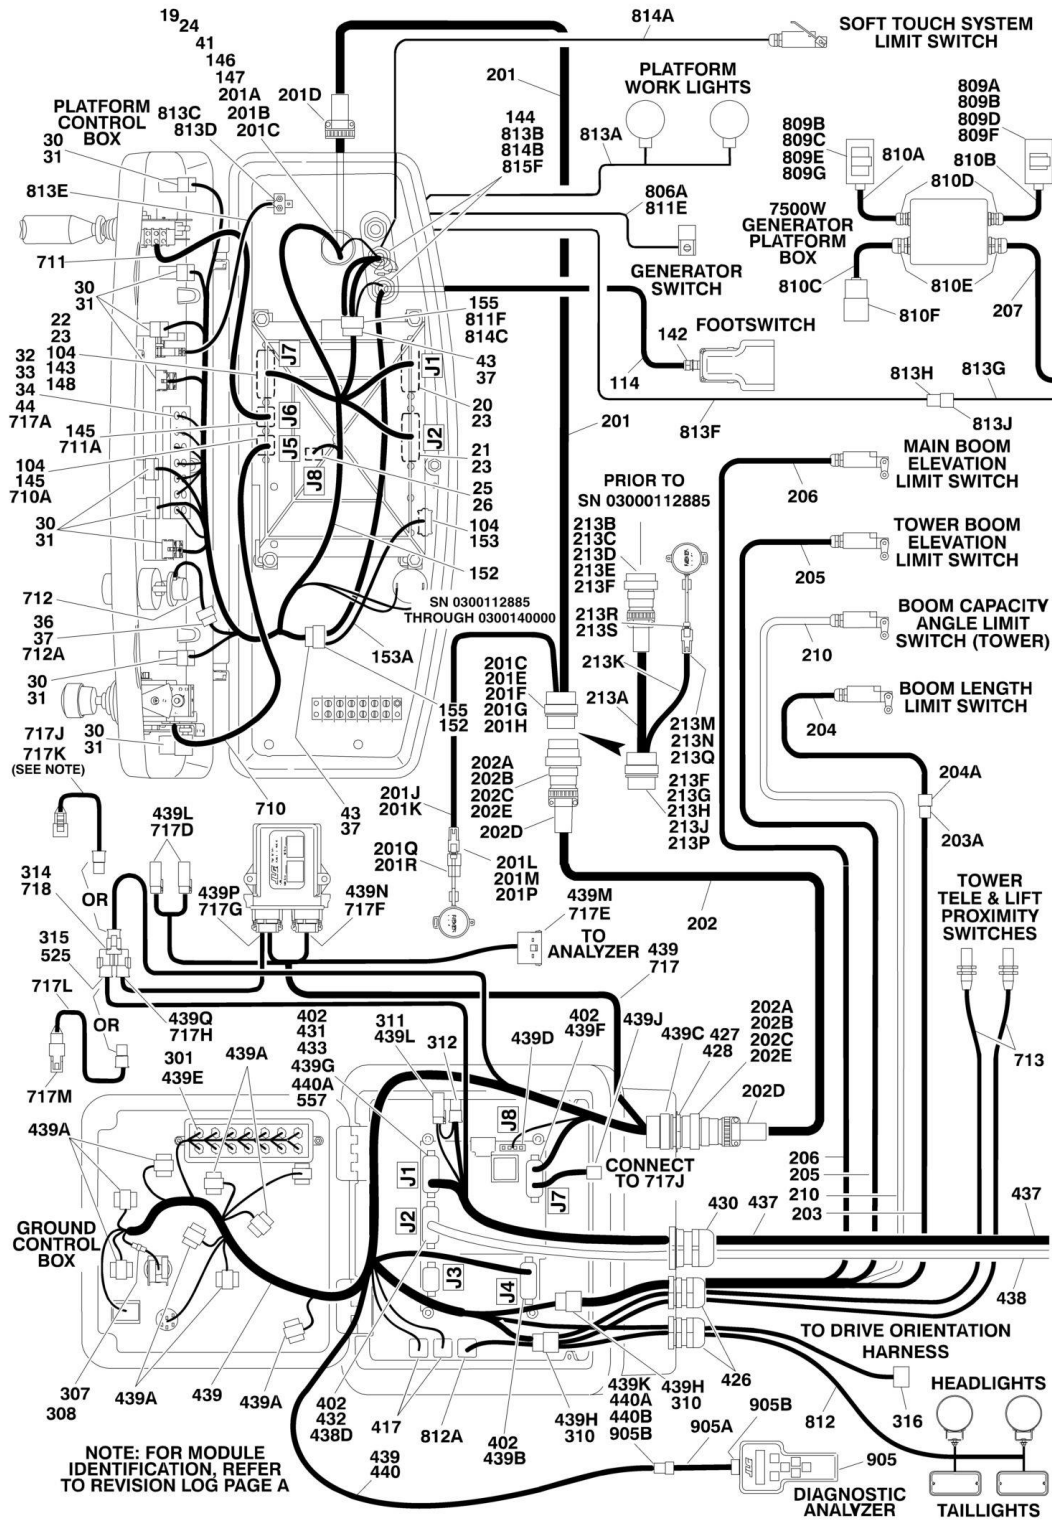 19
24
41
146
147
201A
201B
201C
813C
813D
PLATFORM
CONTROL
BOX
30
31
813E
711
30
31
22
23
104
143
148
32
33
34
44
717A
145
711A
104
145
710A
30
31
712
36
37
712A
30
31
717J
717K
(SEE NOTE)
30
31
710
43
37
201D
201
144
813B
814B
815F
814A
SOFT TOUCH SYSTEM
LIMIT SWITCH
PLATFORM
WORK LIGHTS
813A
806A
811E
GENERATOR
SWITCH
809B
809C
809E
809G
810A
809A
809B
809D
809F
810B
810D
7500W
GENERATOR
PLATFORM
BOX
810C
810E
810F
207
155
811F
814C
43
37
142
FOOTSWITCH
114
813G
813H
813J
813F
J7
J6
J5
J8
J1
J2
20
23
21
23
25
26
104
153
152
201
SN 0300112885
THROUGH 0300140000
153A
155
152
PRIOR TO
SN 03000112885
213B
213C
213D
213E
213F
213R
213S
213K
213A
213M
213N
213Q
213F
213G
213H
213J
213P
201C
201E
201F
201G
201H
202A
202B
202C
202E
202D
201J
201K
201Q
201R
201L
201M
201P
202
206
MAIN BOOM
ELEVATION
LIMIT SWITCH
205
TOWER BOOM
ELEVATION
LIMIT SWITCH
210
BOOM CAPACITY
ANGLE LIMIT
SWITCH (TOWER)
204
BOOM LENGTH
LIMIT SWITCH
204A
203A
TOWER
TELE & LIFT
PROXIMITY
SWITCHES
713
439L
717D
314
718
OR
315
525
717L
OR
717M
439Q
717H
439P
717G
439N
717F
439M
717E
TO
ANALYZER
439
717
301
439E
439A
402
431
433
439G
440A
557
311
439L
312
439D
402
439F
439J
439C
427
428
202A
202B
202C
202E
202D
439A
J1
J2
J3
J4
J7
J8
CONNECT
TO 717J
206
205
210
203
430
437
437
438
GROUND
CONTROL
BOX
307
308
439A
439
439A
402
432
438D
417
812A
402
439B
439H
310
439K
440A
440B
905B
439H
310
426
TO DRIVE ORIENTATION
HARNESS
812
316
HEADLIGHTS
905B
905A
905
DIAGNOSTIC
ANALYZER
TAILLIGHTS
439
440
NOTE: FOR MODULE
IDENTIFICATION, REFER
TO REVISION LOG PAGE A